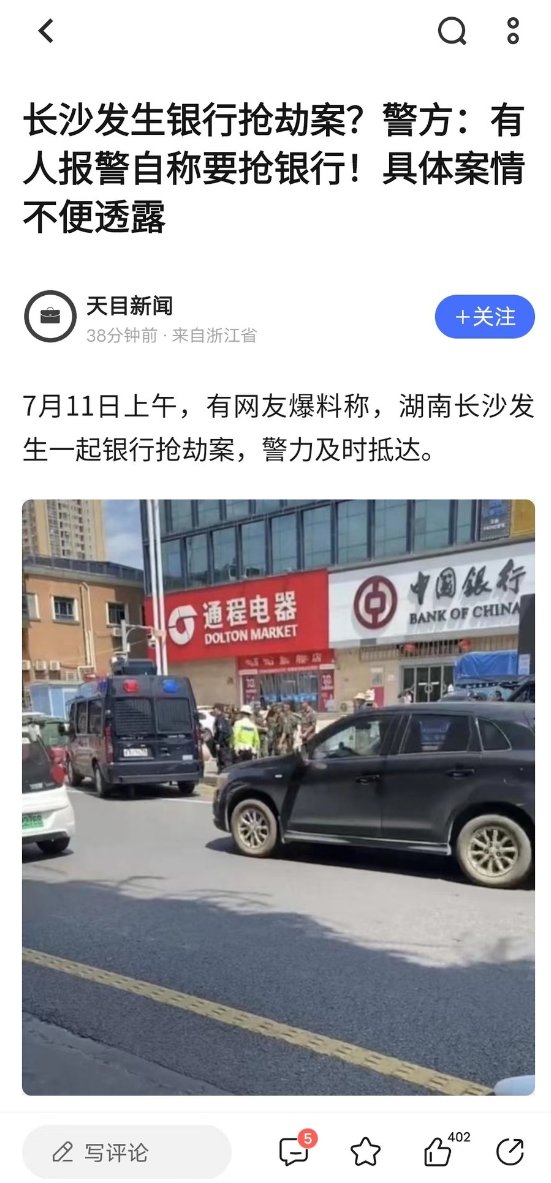 长沙发生银行抢劫案？警方：有
人报警自称要抢银行！具体案情
不便透露
天目新闻
38分钟前 · 来自浙江省
+关注
7月11日上午，有网友爆料称，湖南长沙发
生一起银行抢劫案，警力及时抵达。
通程电器
DOLTON MARKET
中国银行
BANK OF CHINA
写评论
5
402